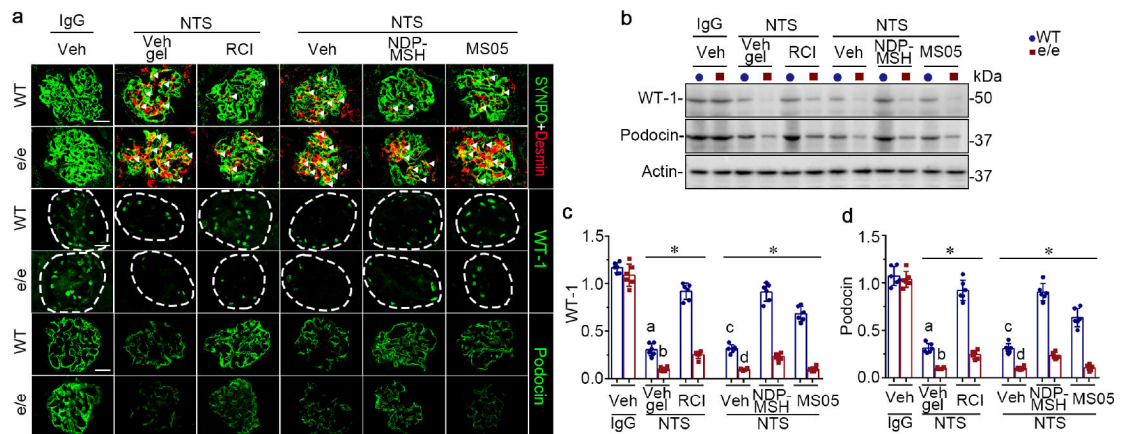 a
IgG NTS NTS
Veh Veh gel RCI Veh NDP-MSH MS05
WT
e/e
SYNPO+Desmin
WT
e/e
WT-1
WT
e/e
Podocin
b
IgG NTS NTS
Veh Veh gel RCI Veh NDP-MSH MS05
WT
e/e
kDa
WT-1- -50
Podocin- -37
Actin- -37
c
WT-1
1.5
1.0
0.5
0.0
* *
a b c d
Veh Veh gel RCI Veh NDP-MSH MS05
IgG NTS NTS
d
Podocin
1.5
1.0
0.5
0.0
* *
a b c d
Veh Veh gel RCI Veh NDP-MSH MS05
IgG NTS NTS